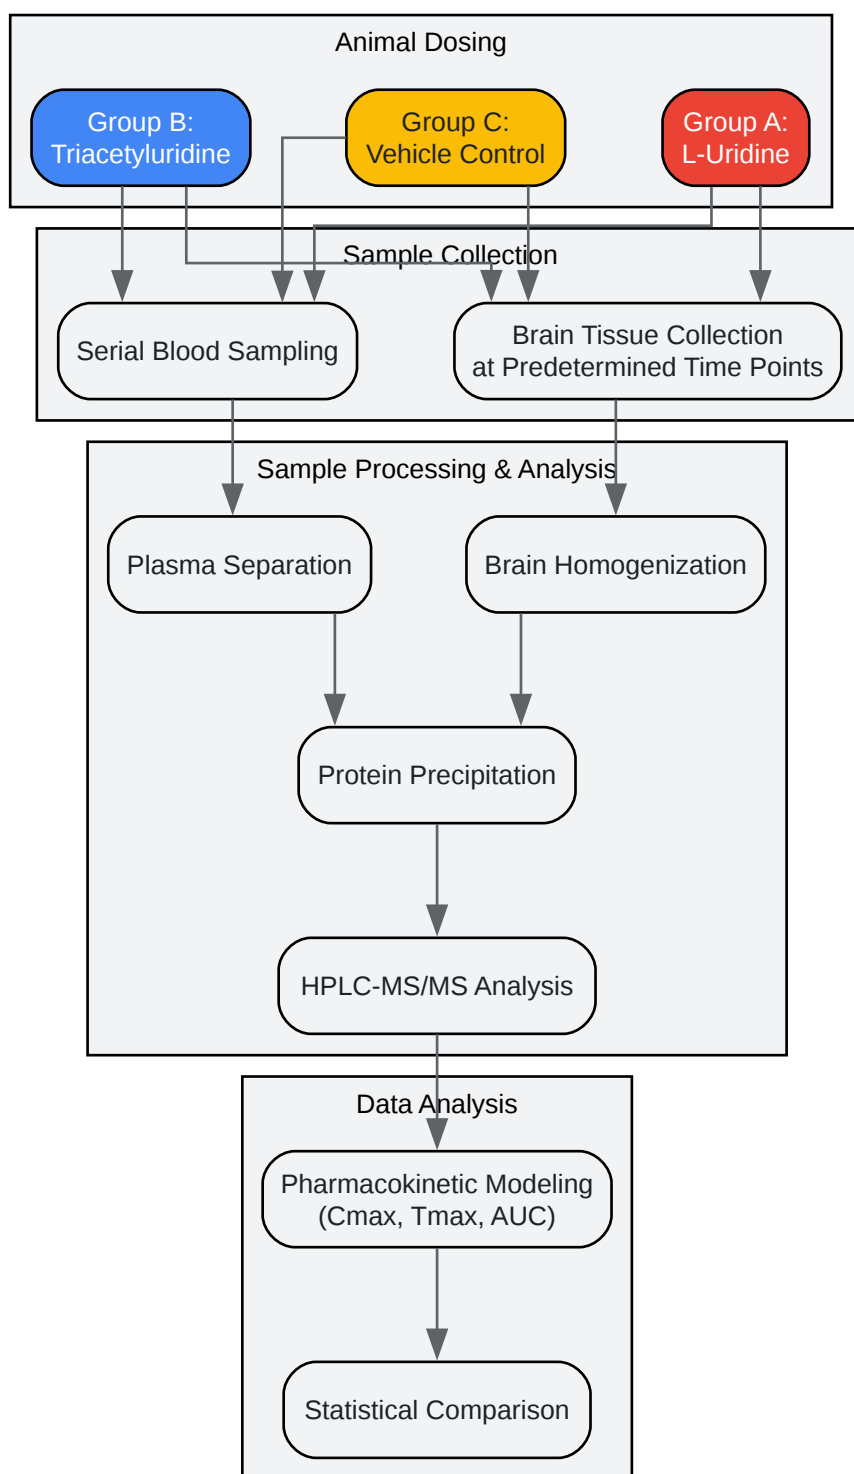 Animal Dosing
Group B:
Triacetyluridine
Group C:
Vehicle Control
Group A:
L-Uridine
Sample Collection
Serial Blood Sampling
Brain Tissue Collection
at Predetermined Time Points
Sample Processing & Analysis
Plasma Separation
Brain Homogenization
Protein Precipitation
HPLC-MS/MS Analysis
Data Analysis
Pharmacokinetic Modeling
(Cmax, Tmax, AUC)
Statistical Comparison